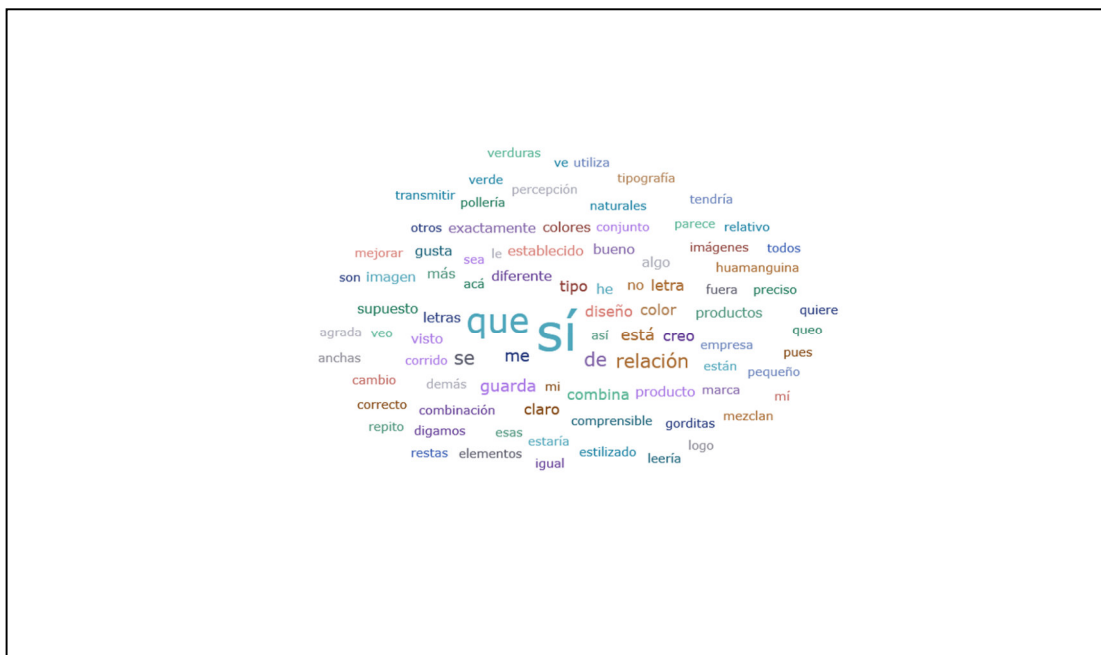 verduras
ve utiliza
verde percepción tipografía
transmitir pollería naturales tendría
otros exactamente colores conjunto parece relativo
mejorar gusta sea le establecido bueno algo imágenes todos
son imagen más acá diferente tipo he no letra huamanguina fuera preciso
supuesto letras que sí diseño color productos quiere
agrada veo visto así está creo empresa queo
anchas corrido se me de relación están pues
cambio demás guarda mi combina producto marca pequeño mí
correcto combinación claro comprensible gorditas mezclan
repito digamos esas estaría logo
restas elementos igual estilizado leería